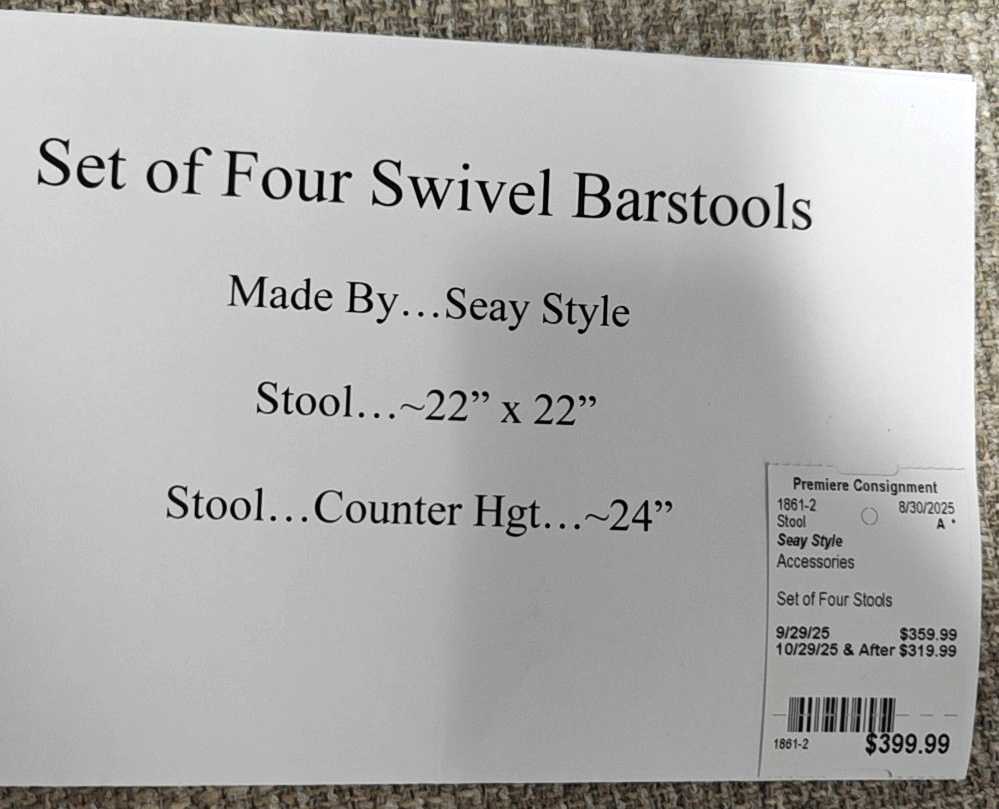 Set of Four Swivel Barstools
Made By…Seay Style
Stool…~22” x 22”
Stool…Counter Hgt…~24”
Premiere Consignment
1861-2 8/30/2025
Stool A *
Seay Style
Accessories
Set of Four Stools
9/29/25 $359.99
10/29/25 & After $319.99
1861-2 $399.99